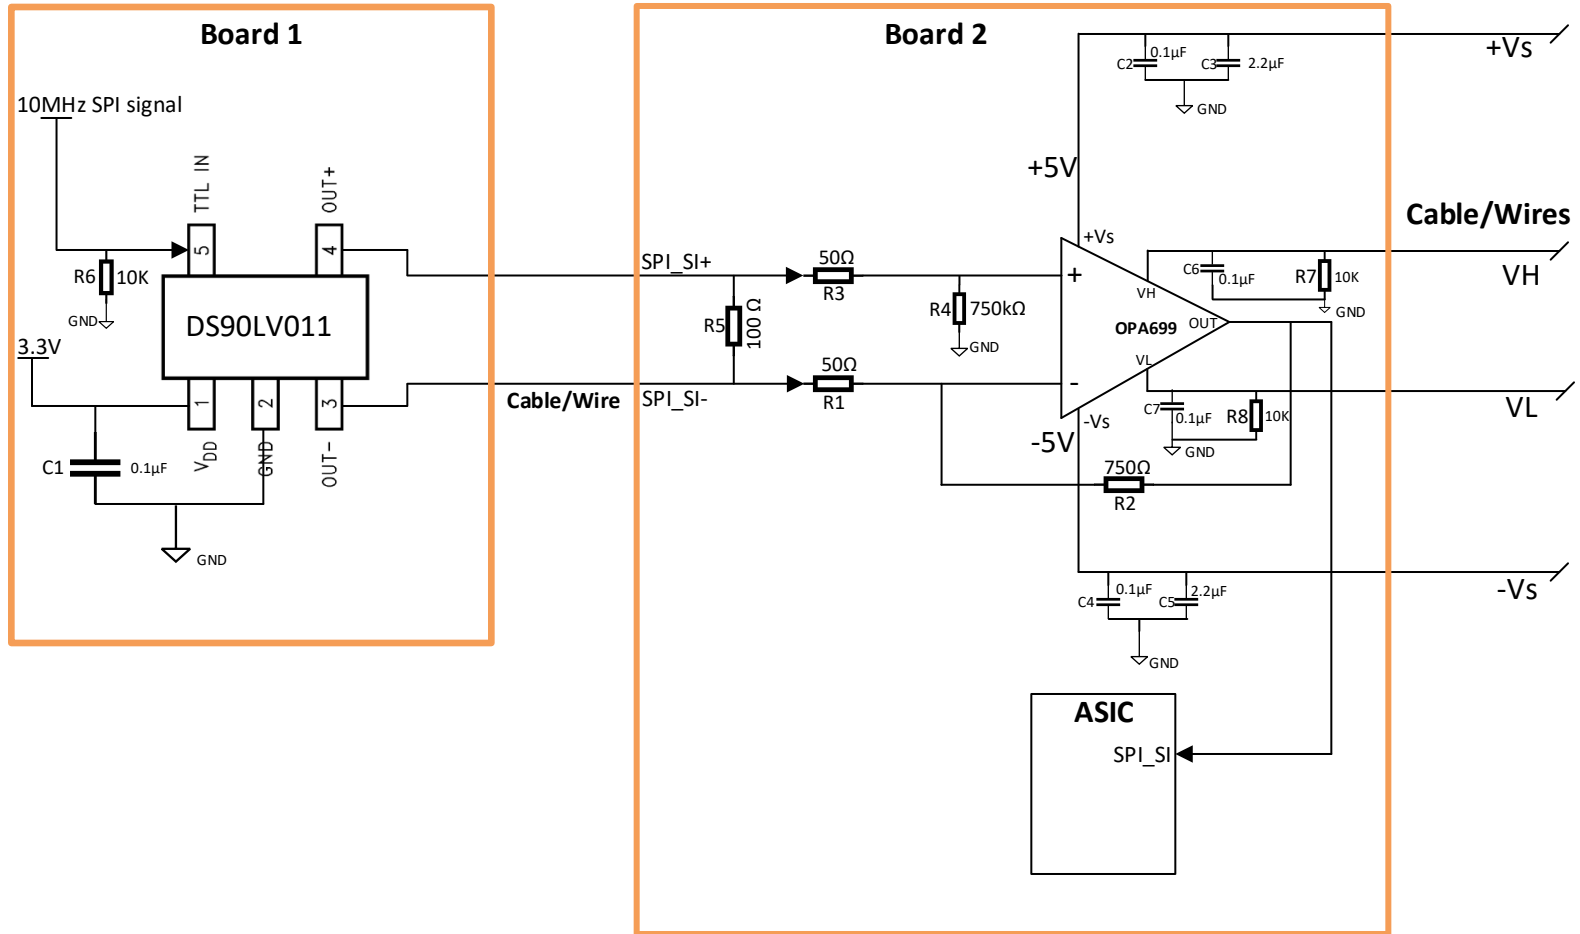 Board 1
10MHz SPI signal
TTL IN
OUT+
5
4
R6
10K
GND
DS90LV011
3.3V
1
2
3
C1
0.1µF
VDD
GND
OUT-
GND
Cable/Wire
Board 2
+Vs
C2
0.1µF
C3
2.2µF
GND
+5V
Cable/Wires
SPI_SI+
50Ω
R3
+
+Vs
VH
C6
0.1µF
R7
10K
GND
VH
R5
100 Ω
R4
750kΩ
GND
OPA699
OUT
VL
SPI_SI-
50Ω
R1
-
-Vs
-5V
C7
0.1µF
R8
10K
GND
VL
750Ω
R2
C4
0.1µF
C5
2.2µF
GND
-Vs
ASIC
SPI_SI